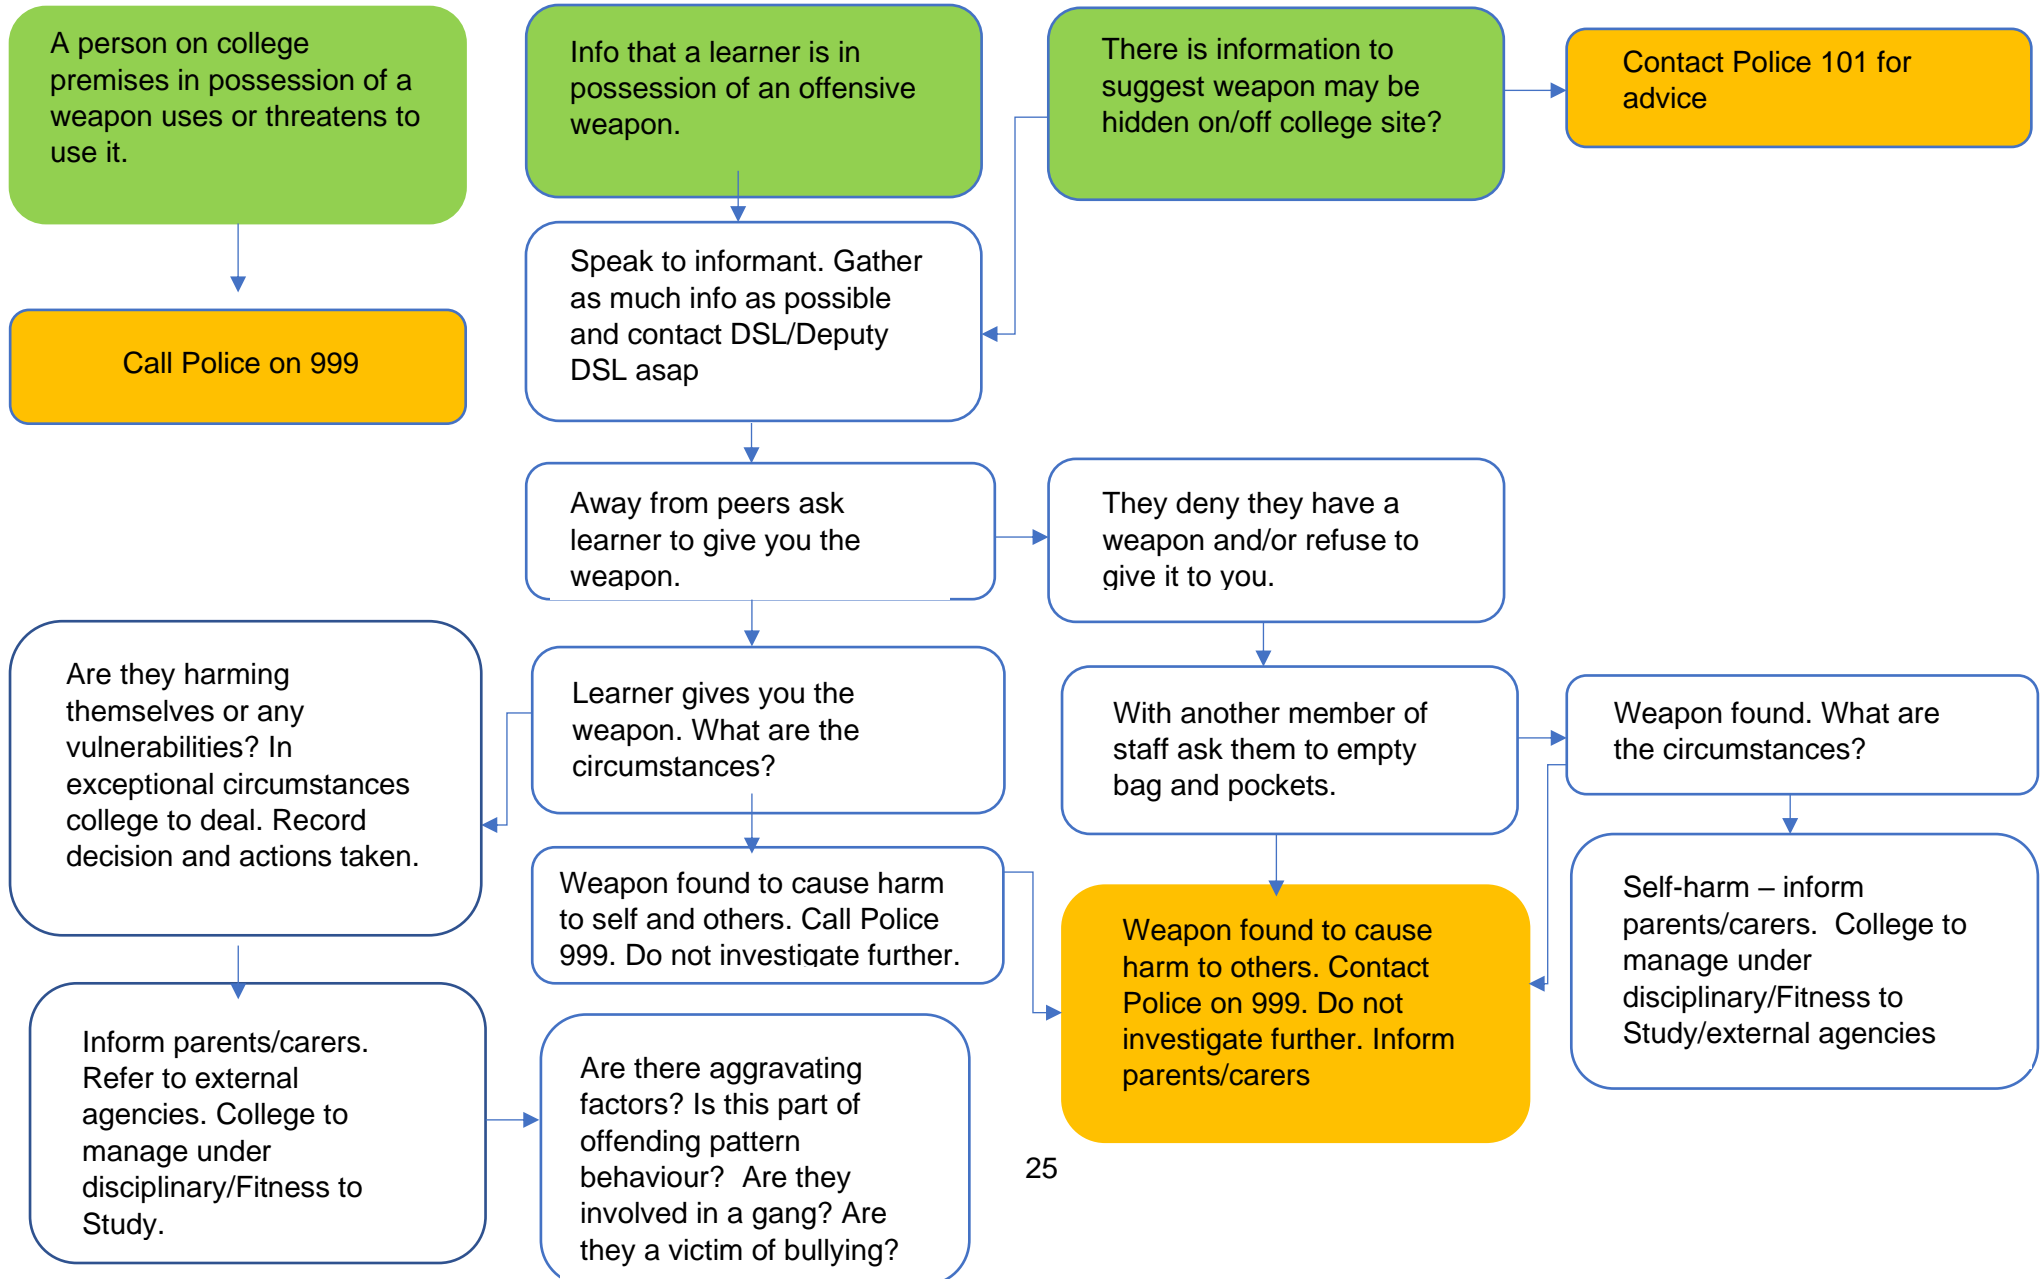 A person on college
premises in possession of a
weapon uses or threatens to
use it.
Info that a learner is in
possession of an offensive
weapon.
There is information to
suggest weapon may be
hidden on/off college site?
Contact Police 101 for
advice
Speak to informant. Gather
as much info as possible
and contact DSL/Deputy
DSL asap
Call Police on 999
Away from peers ask
learner to give you the
weapon.
They deny they have a
weapon and/or refuse to
give it to you.
Are they harming
themselves or any
vulnerabilities? In
exceptional circumstances
college to deal. Record
decision and actions taken.
Learner gives you the
weapon. What are the
circumstances?
With another member of
staff ask them to empty
bag and pockets.
Weapon found. What are
the circumstances?
Weapon found to cause harm
to self and others. Call Police
999. Do not investigate further.
Weapon found to cause
harm to others. Contact
Police on 999. Do not
investigate further. Inform
parents/carers
Self-harm – inform
parents/carers.  College to
manage under
disciplinary/Fitness to
Study/external agencies
Inform parents/carers.
Refer to external
agencies. College to
manage under
disciplinary/Fitness to
Study.
Are there aggravating
factors? Is this part of
offending pattern
behaviour?  Are they
involved in a gang? Are
they a victim of bullying?
25